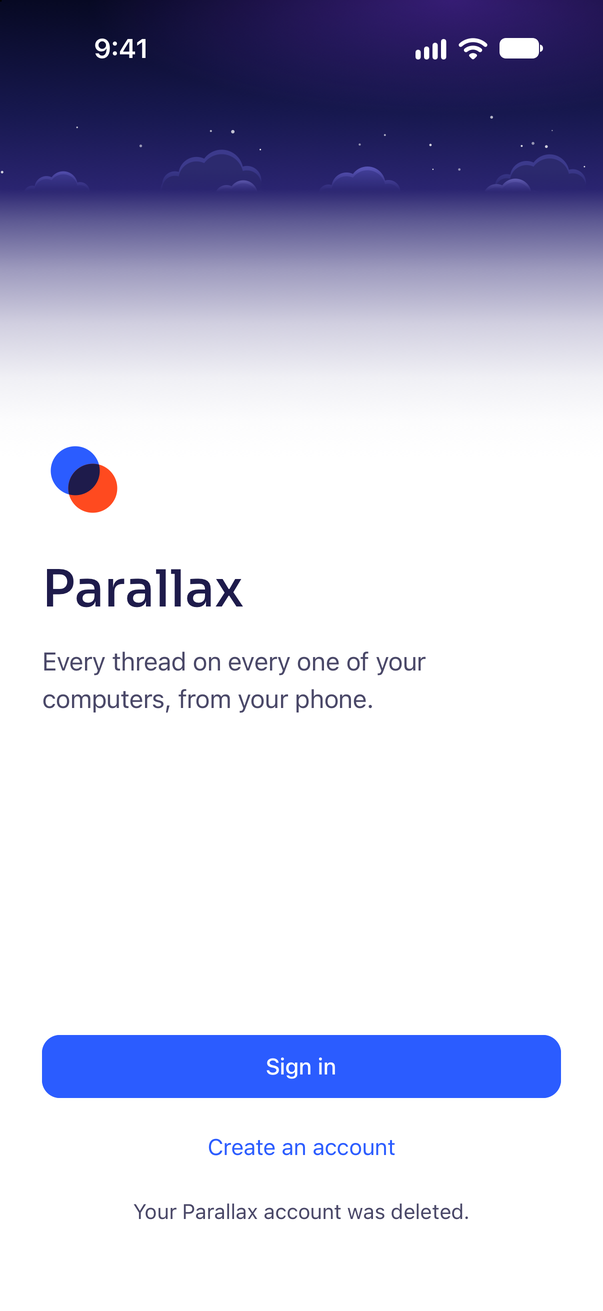 9:41
Parallax
Every thread on every one of your
computers, from your phone.
Sign in
Create an account
Your Parallax account was deleted.